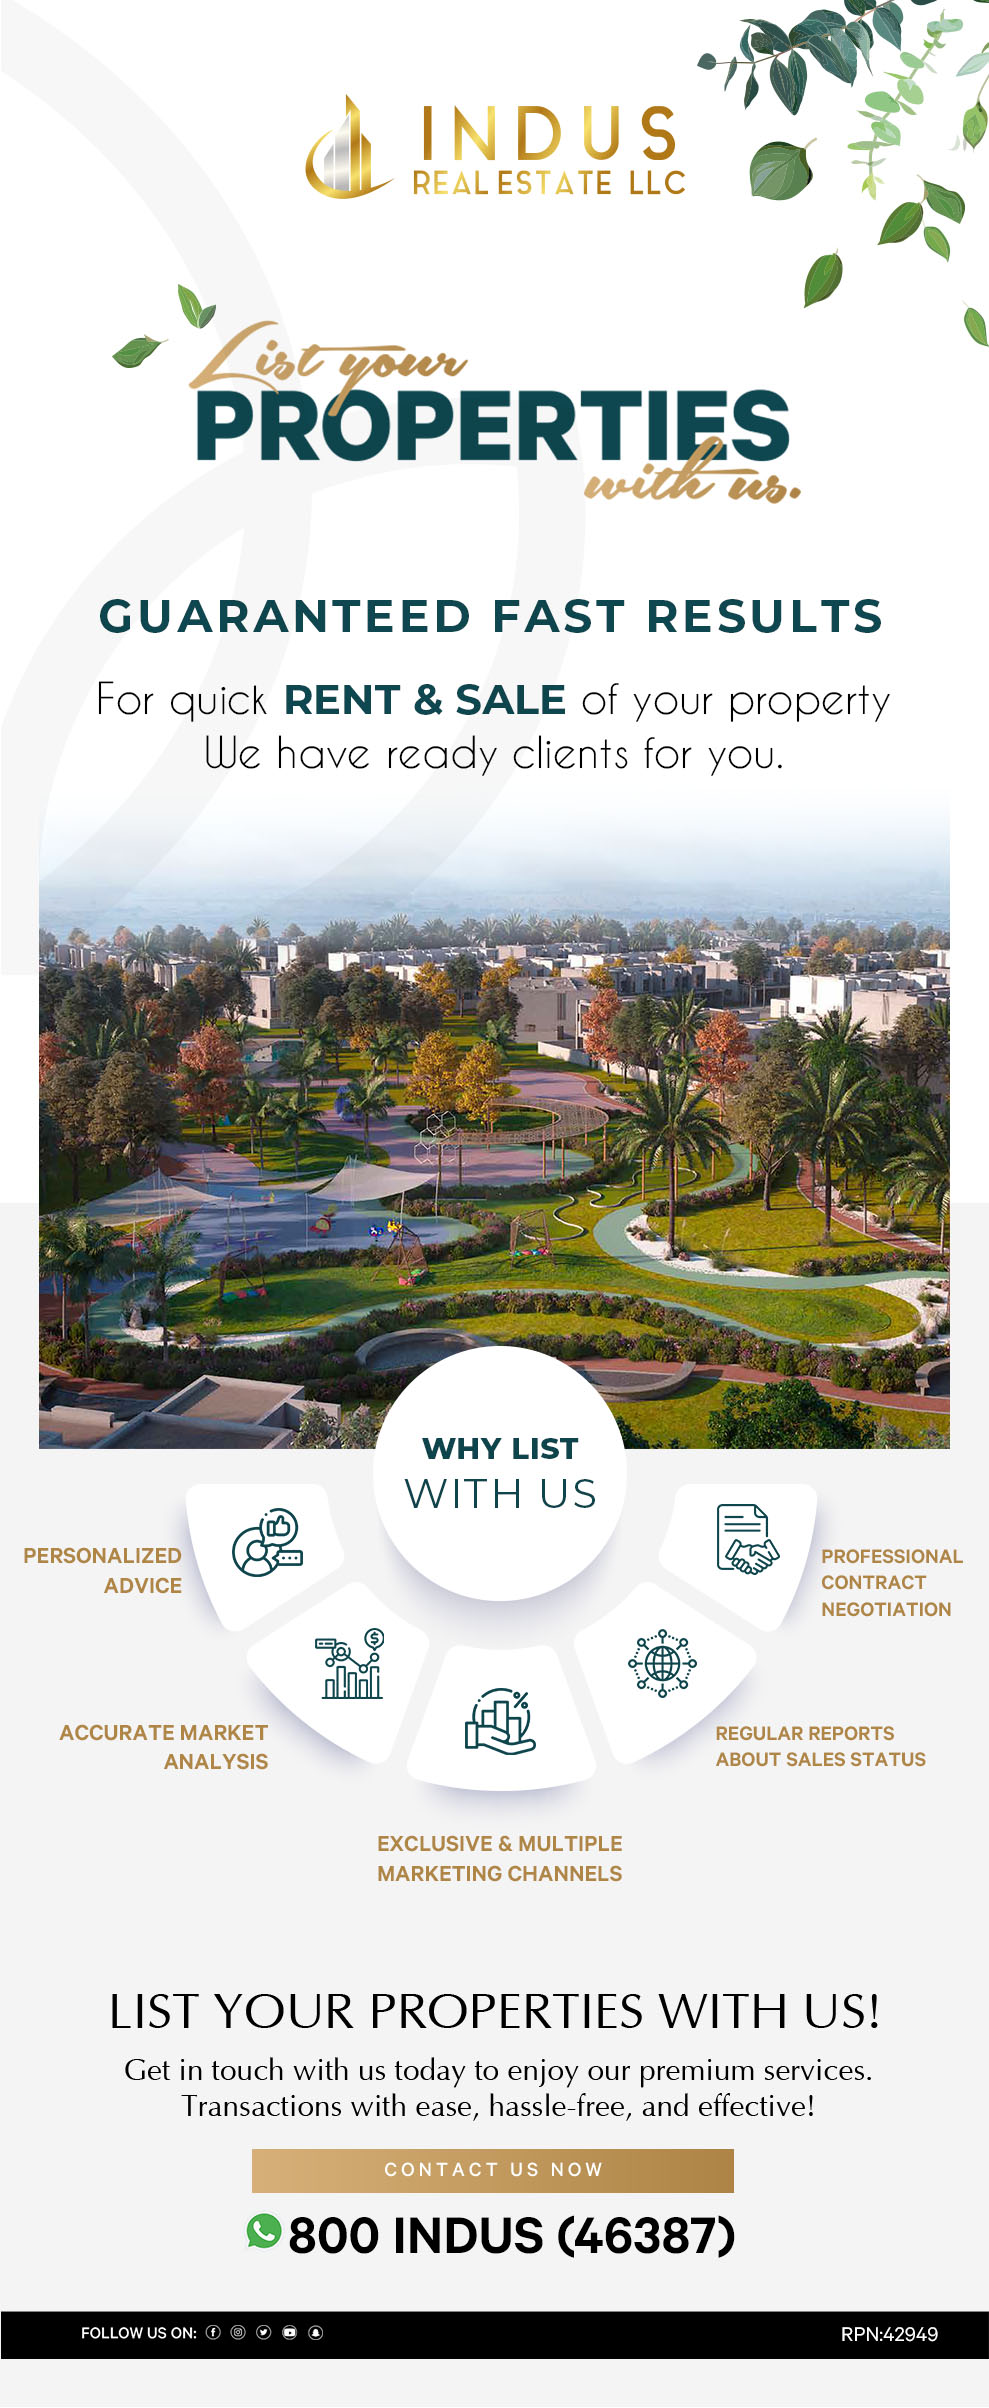 INDUS
REAL ESTATE LLC
List your
PROPERTIES
with us.
GUARANTEED FAST RESULTS
For quick RENT & SALE of your property
We have ready clients for you.
WHY LIST
WITH US
PERSONALIZED
ADVICE
PROFESSIONAL
CONTRACT
NEGOTIATION
ACCURATE MARKET
ANALYSIS
REGULAR REPORTS
ABOUT SALES STATUS
EXCLUSIVE & MULTIPLE
MARKETING CHANNELS
LIST YOUR PROPERTIES WITH US!
Get in touch with us today to enjoy our premium services.
Transactions with ease, hassle-free, and effective!
CONTACT US NOW
800 INDUS (46387)
FOLLOW US ON:
RPN:42949